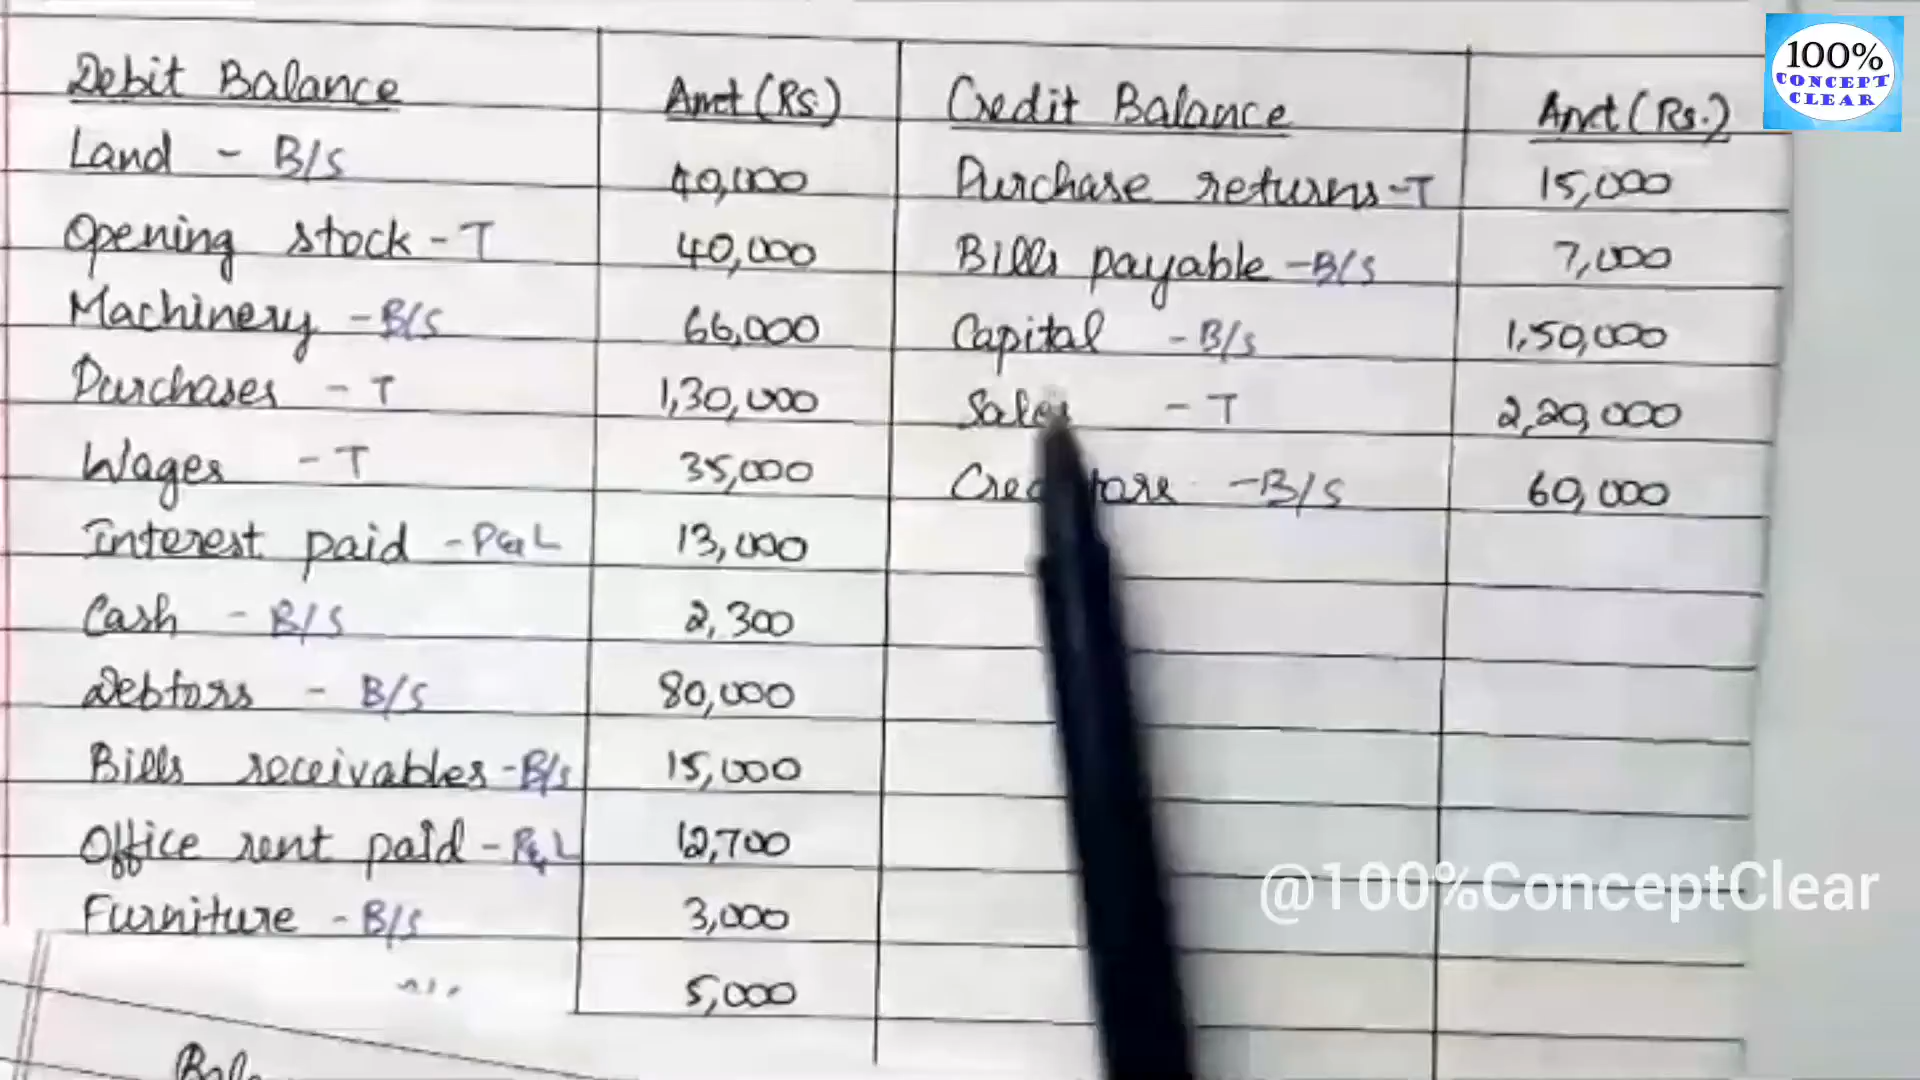 Debit Balance Amt (Rs.) Credit Balance Amt (Rs.)
Land - B/S 40,000 Purchase returns - T 15,000
Opening stock - T 40,000 Bills payable - B/S 7,000
Machinery - B/S 66,000 Capital - B/S 1,50,000
Purchases - T 1,30,000 Sales - T 2,20,000
Wages - T 35,000 - B/S 60,000
Interest paid - P&L 13,000
Cash - B/S 2,300
Debtors - B/S 80,000
Bills receivables - B/S 15,000
Office rent paid - P&L 12,700
Furniture - B/S 3,000
5,000
100%
CONCEPT
CLEAR
@100%ConceptClear